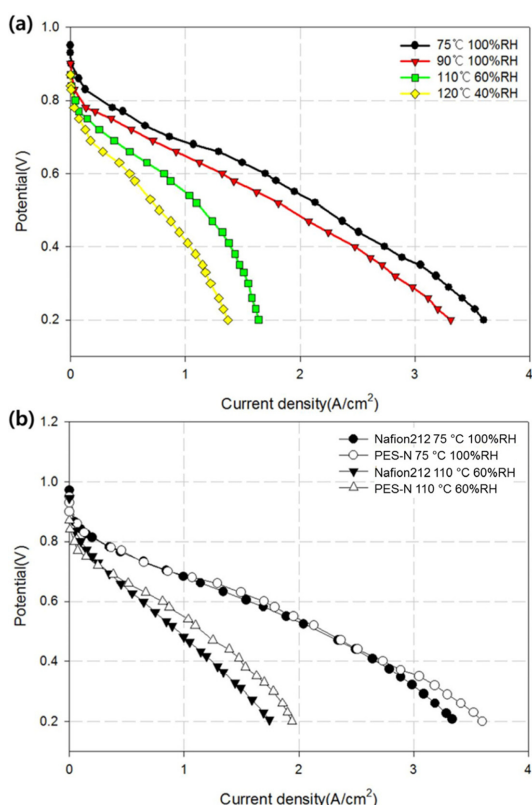 (a)
1.0
0.8
0.6
0.4
0.2
Potential(V)
75℃ 100%RH
90℃ 100%RH
110℃ 60%RH
120℃ 40%RH
0
1
2
3
4
Current density(A/cm²)
(b)
1.2
1.0
0.8
0.6
0.4
0.2
Potential(V)
Nafion212 75 °C 100%RH
PES-N 75 °C 100%RH
Nafion212 110 °C 60%RH
PES-N 110 °C 60%RH
0
1
2
3
4
Current density(A/cm²)